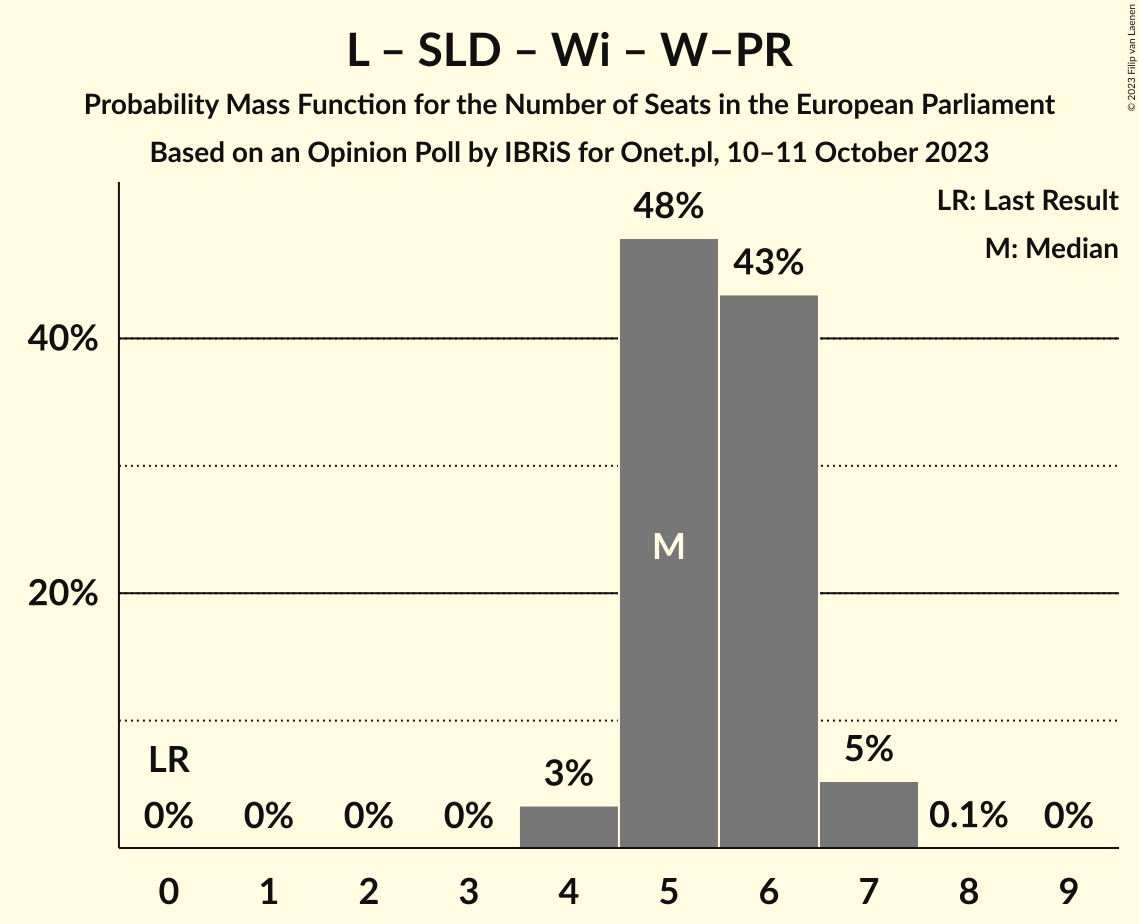 L – SLD – Wi – W–PR
Probability Mass Function for the Number of Seats in the European Parliament
Based on an Opinion Poll by IBRiS for Onet.pl, 10–11 October 2023
© 2023 Filip van Laenen
LR: Last Result
M: Median
48%
43%
40%
M
20%
LR
0%
0%
0%
0%
3%
5%
0.1%
0%
0 1 2 3 4 5 6 7 8 9